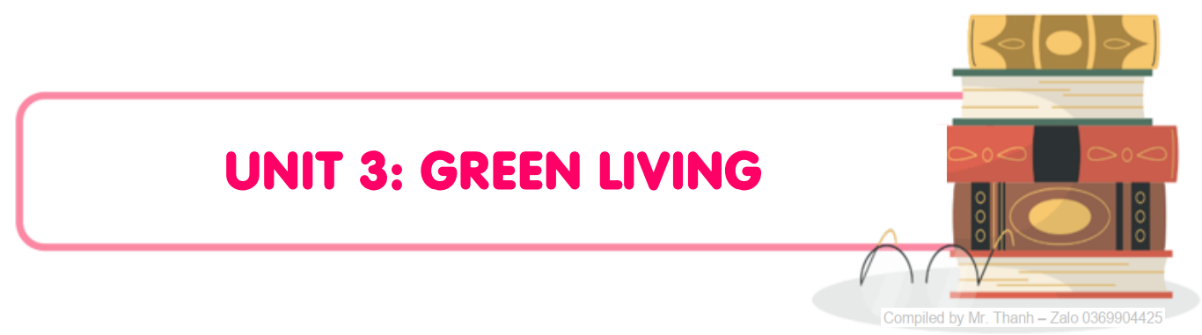 UNIT 3: GREEN LIVING
Compiled by Mr. Thanh – Zalo 0369904425